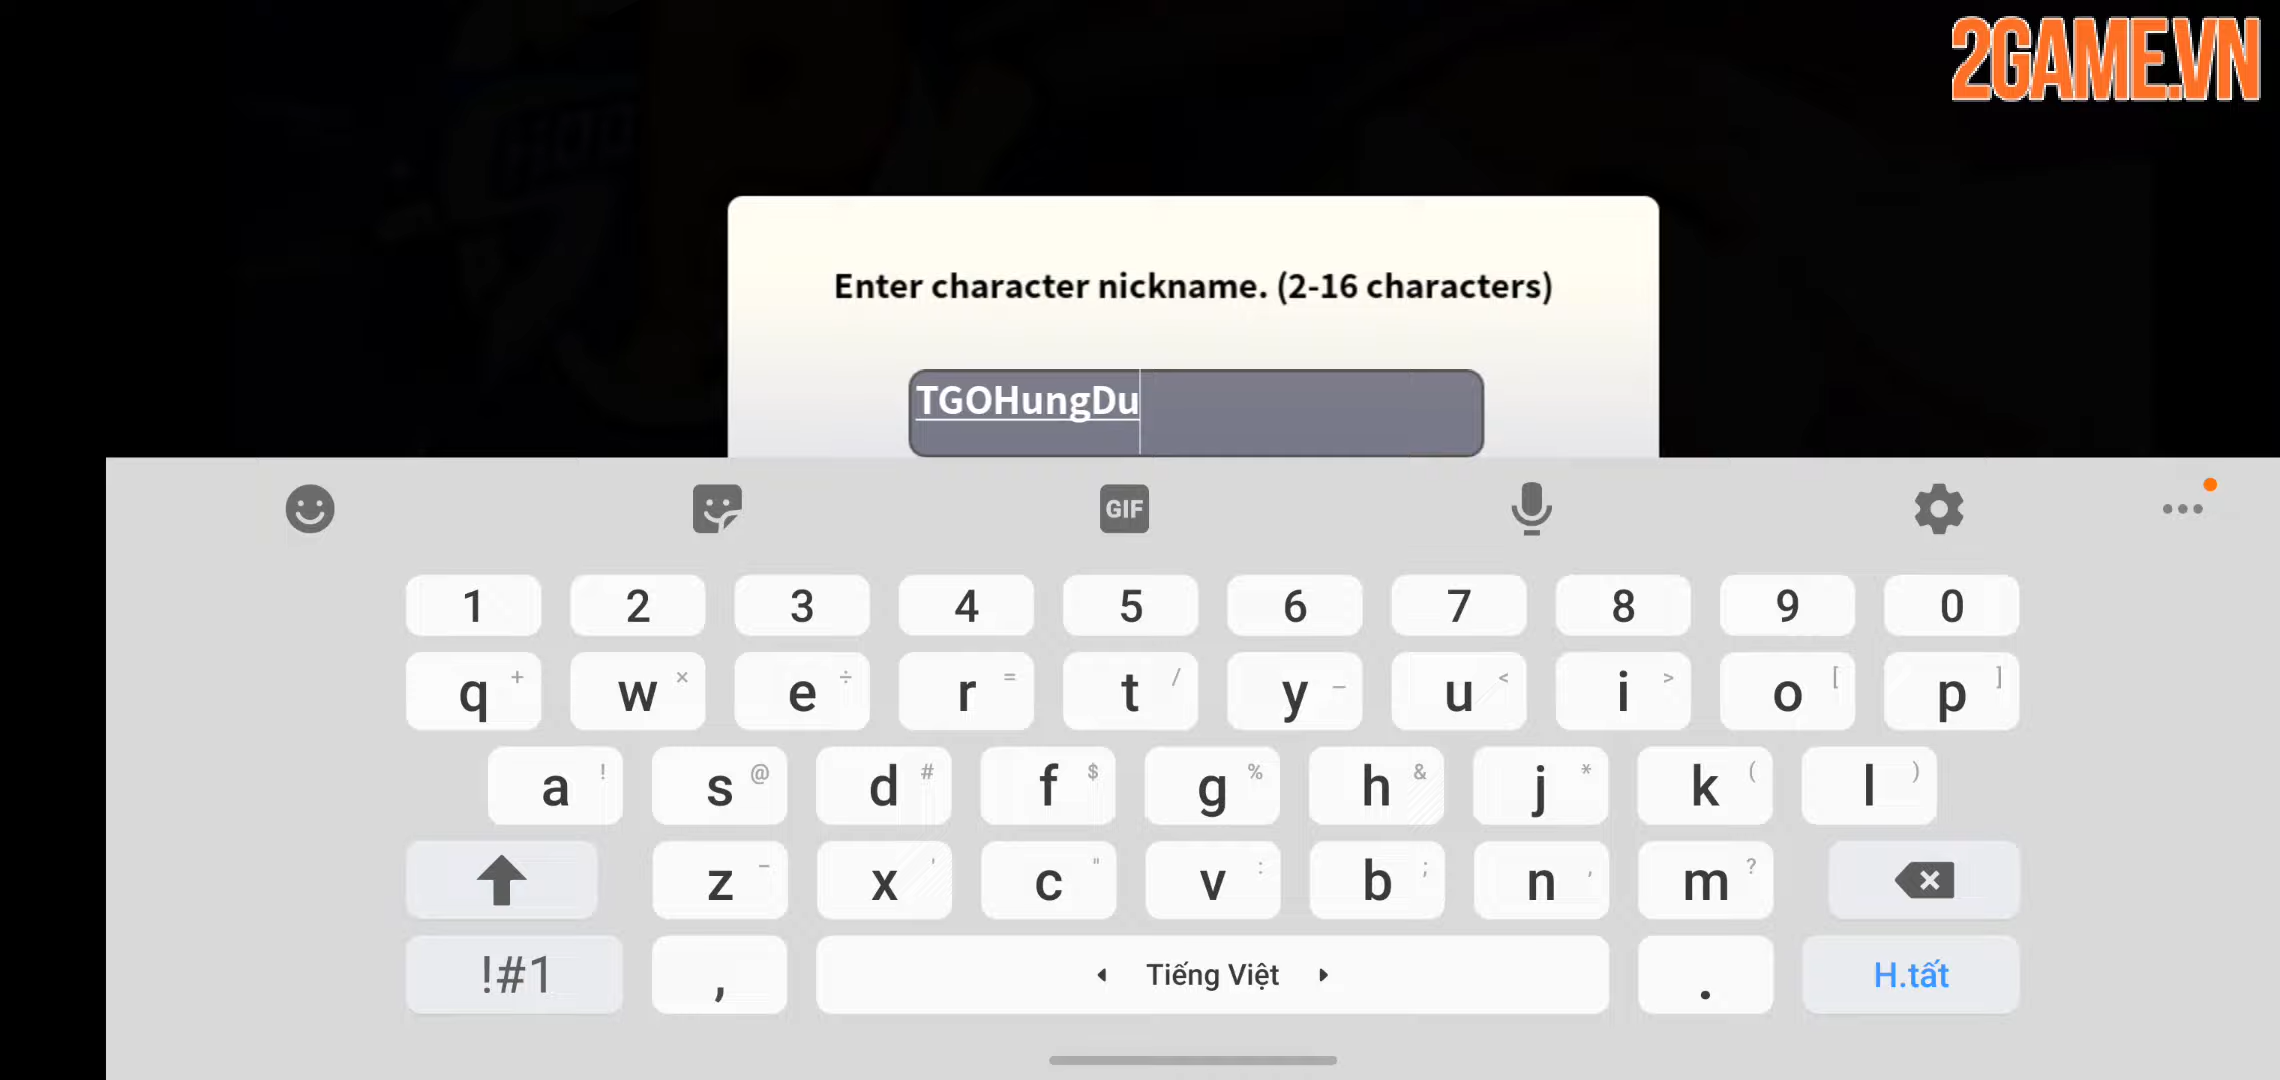 2GAME.VN
Enter character nickname. (2-16 characters)
TGOHungDu
GIF
1 2 3 4 5 6 7 8 9 0
q + w × e ÷ r = t / y _ u < i > o [ p ]
a ! s @ d # f $ g % h & j * k ( l )
z - x ' c " v : b ; n , m ?
!#1 , Tiếng Việt . H.tất